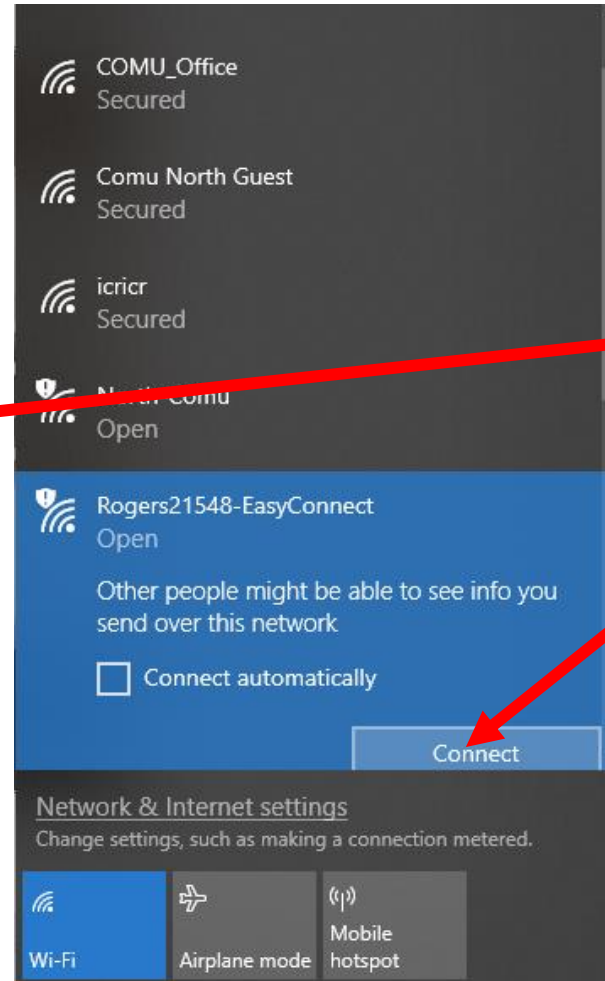 COMU_Office
Secured
Comu North Guest
Secured
icricr
Secured
Comu
Open
Rogers21548-EasyConnect
Open
Other people might be able to see info you
send over this network
Connect automatically
Connect
Network & Internet settings
Change settings, such as making a connection metered.
Wi-Fi
Airplane mode
Mobile
hotspot